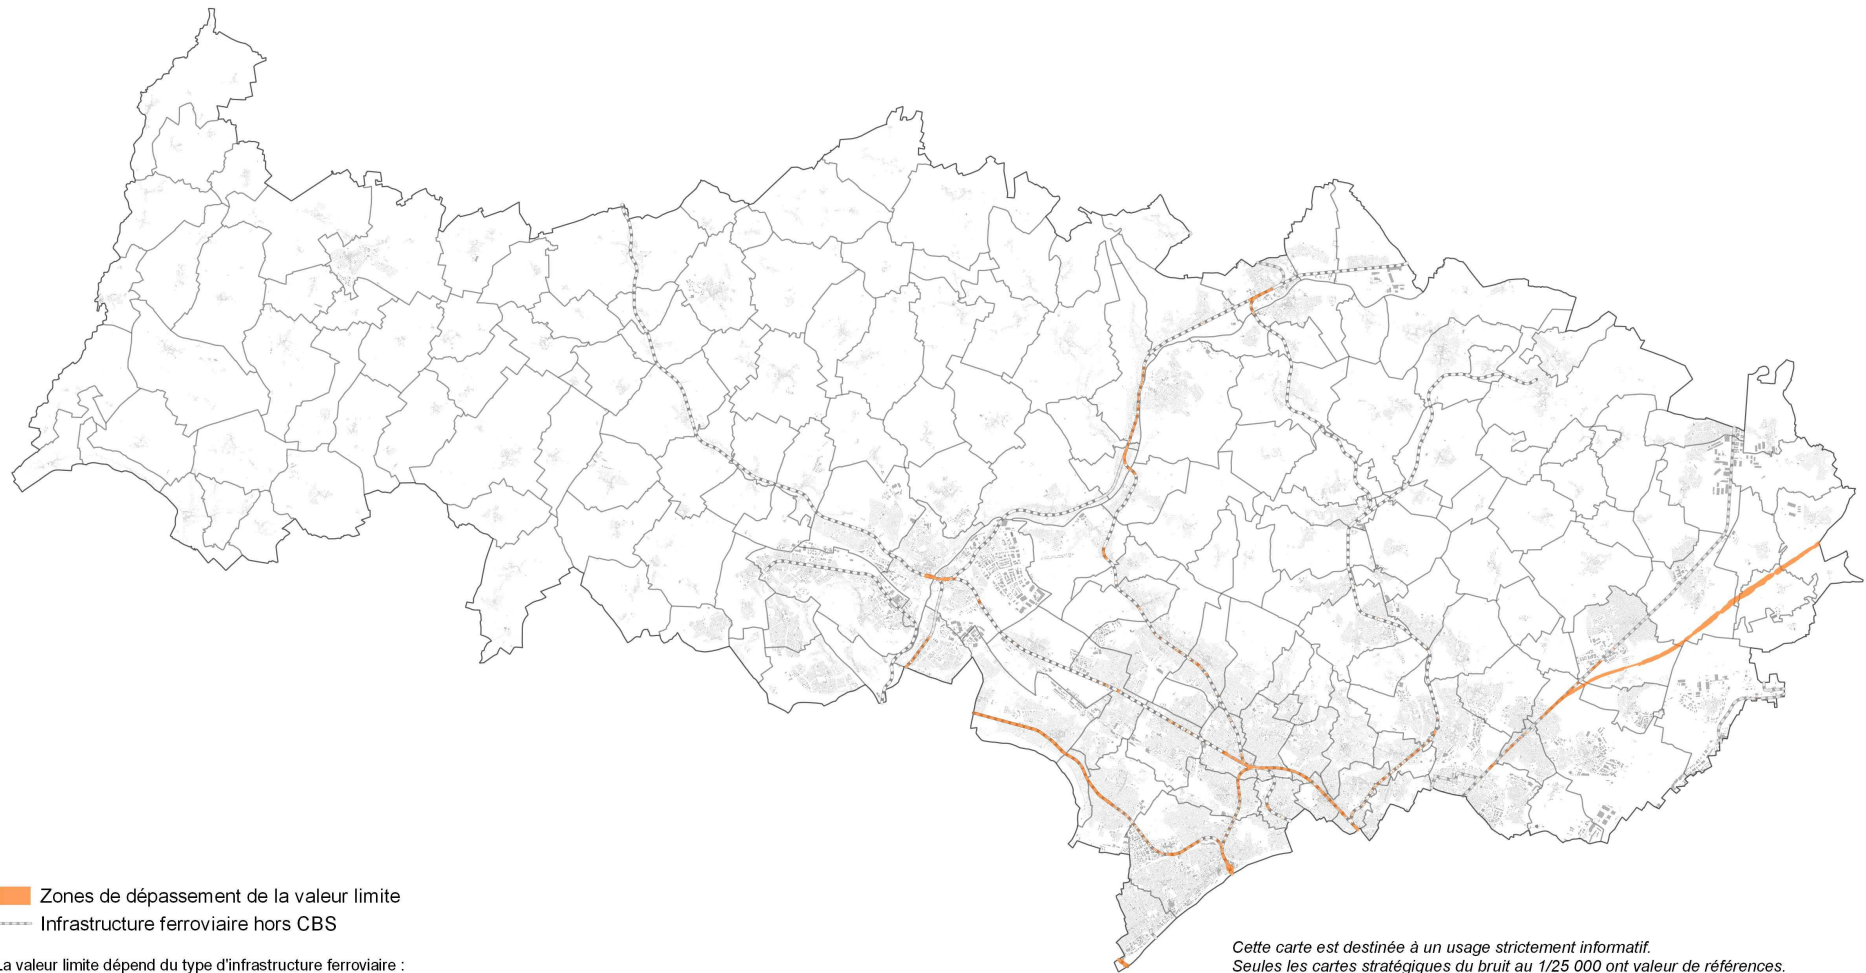 Zones de dépassement de la valeur limite
Infrastructure ferroviaire hors CBS
La valeur limite dépend du type d'infrastructure ferroviaire :
Cette carte est destinée à un usage strictement informatif.
Seules les cartes stratégiques du bruit au 1/25 000 ont valeur de références.